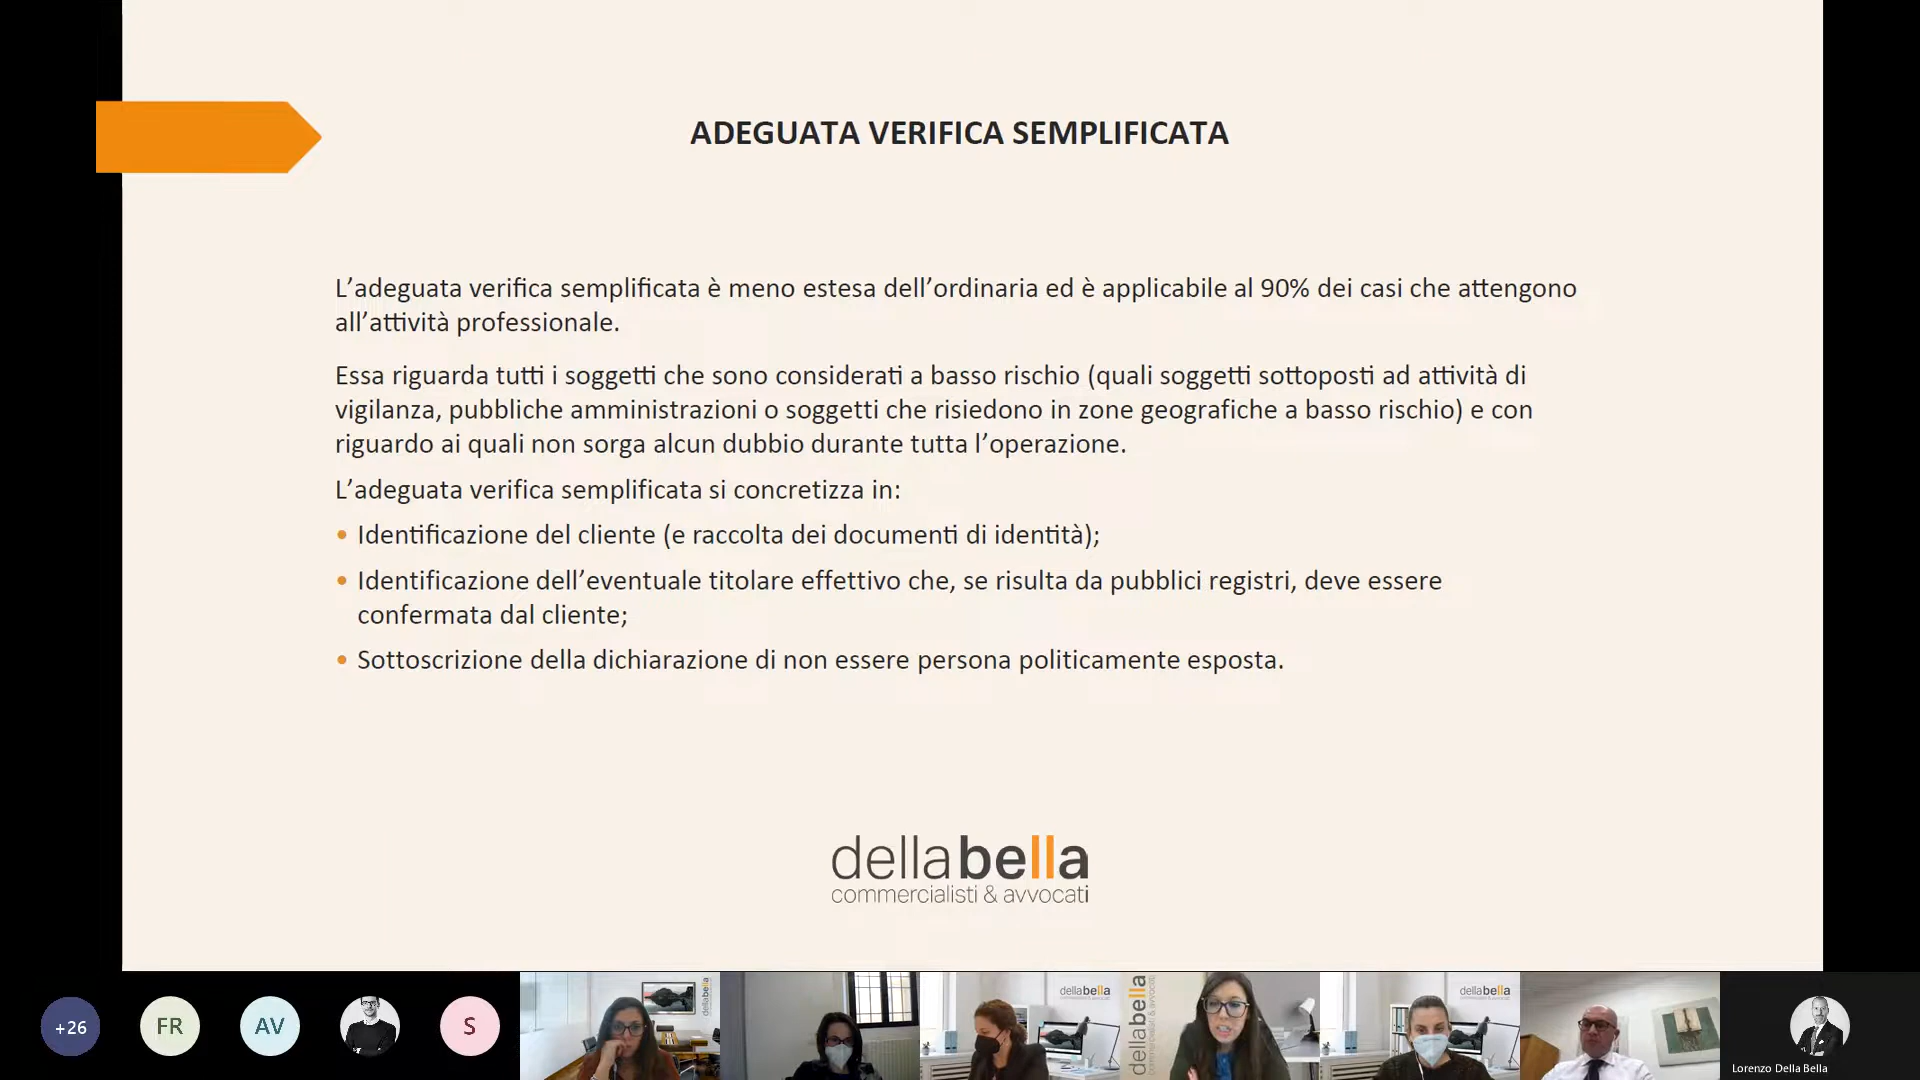 ADEGUATA VERIFICA SEMPLIFICATA
L’adeguata verifica semplificata è meno estesa dell’ordinaria ed è applicabile al 90% dei casi che attengono
all’attività professionale.
Essa riguarda tutti i soggetti che sono considerati a basso rischio (quali soggetti sottoposti ad attività di
vigilanza, pubbliche amministrazioni o soggetti che risiedono in zone geografiche a basso rischio) e con
riguardo ai quali non sorga alcun dubbio durante tutta l’operazione.
L’adeguata verifica semplificata si concretizza in:
• Identificazione del cliente (e raccolta dei documenti di identità);
• Identificazione dell’eventuale titolare effettivo che, se risulta da pubblici registri, deve essere
confermata dal cliente;
• Sottoscrizione della dichiarazione di non essere persona politicamente esposta.
dellabella
commercialisti & avvocati
+26
FR
AV
S
dellabella
dellabella
dellabella
commercialisti & avvocati
dellabella
Lorenzo Della Bella